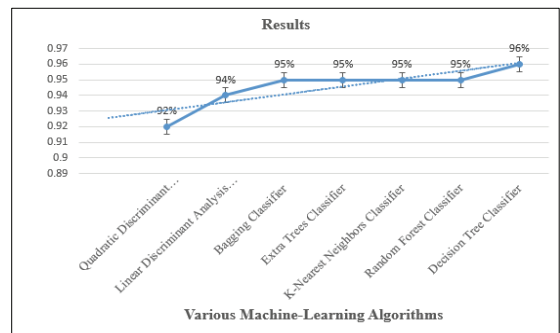 Results
0.97
0.96
0.95
0.94
0.93
0.92
0.91
0.9
0.89
92%
94%
95%
95%
95%
95%
96%
Quadratic Discriminant...
Linear Discriminant Analysis...
Bagging Classifier
Extra Trees Classifier
K-Nearest Neighbors Classifier
Random Forest Classifier
Decision Tree Classifier
Various Machine-Learning Algorithms